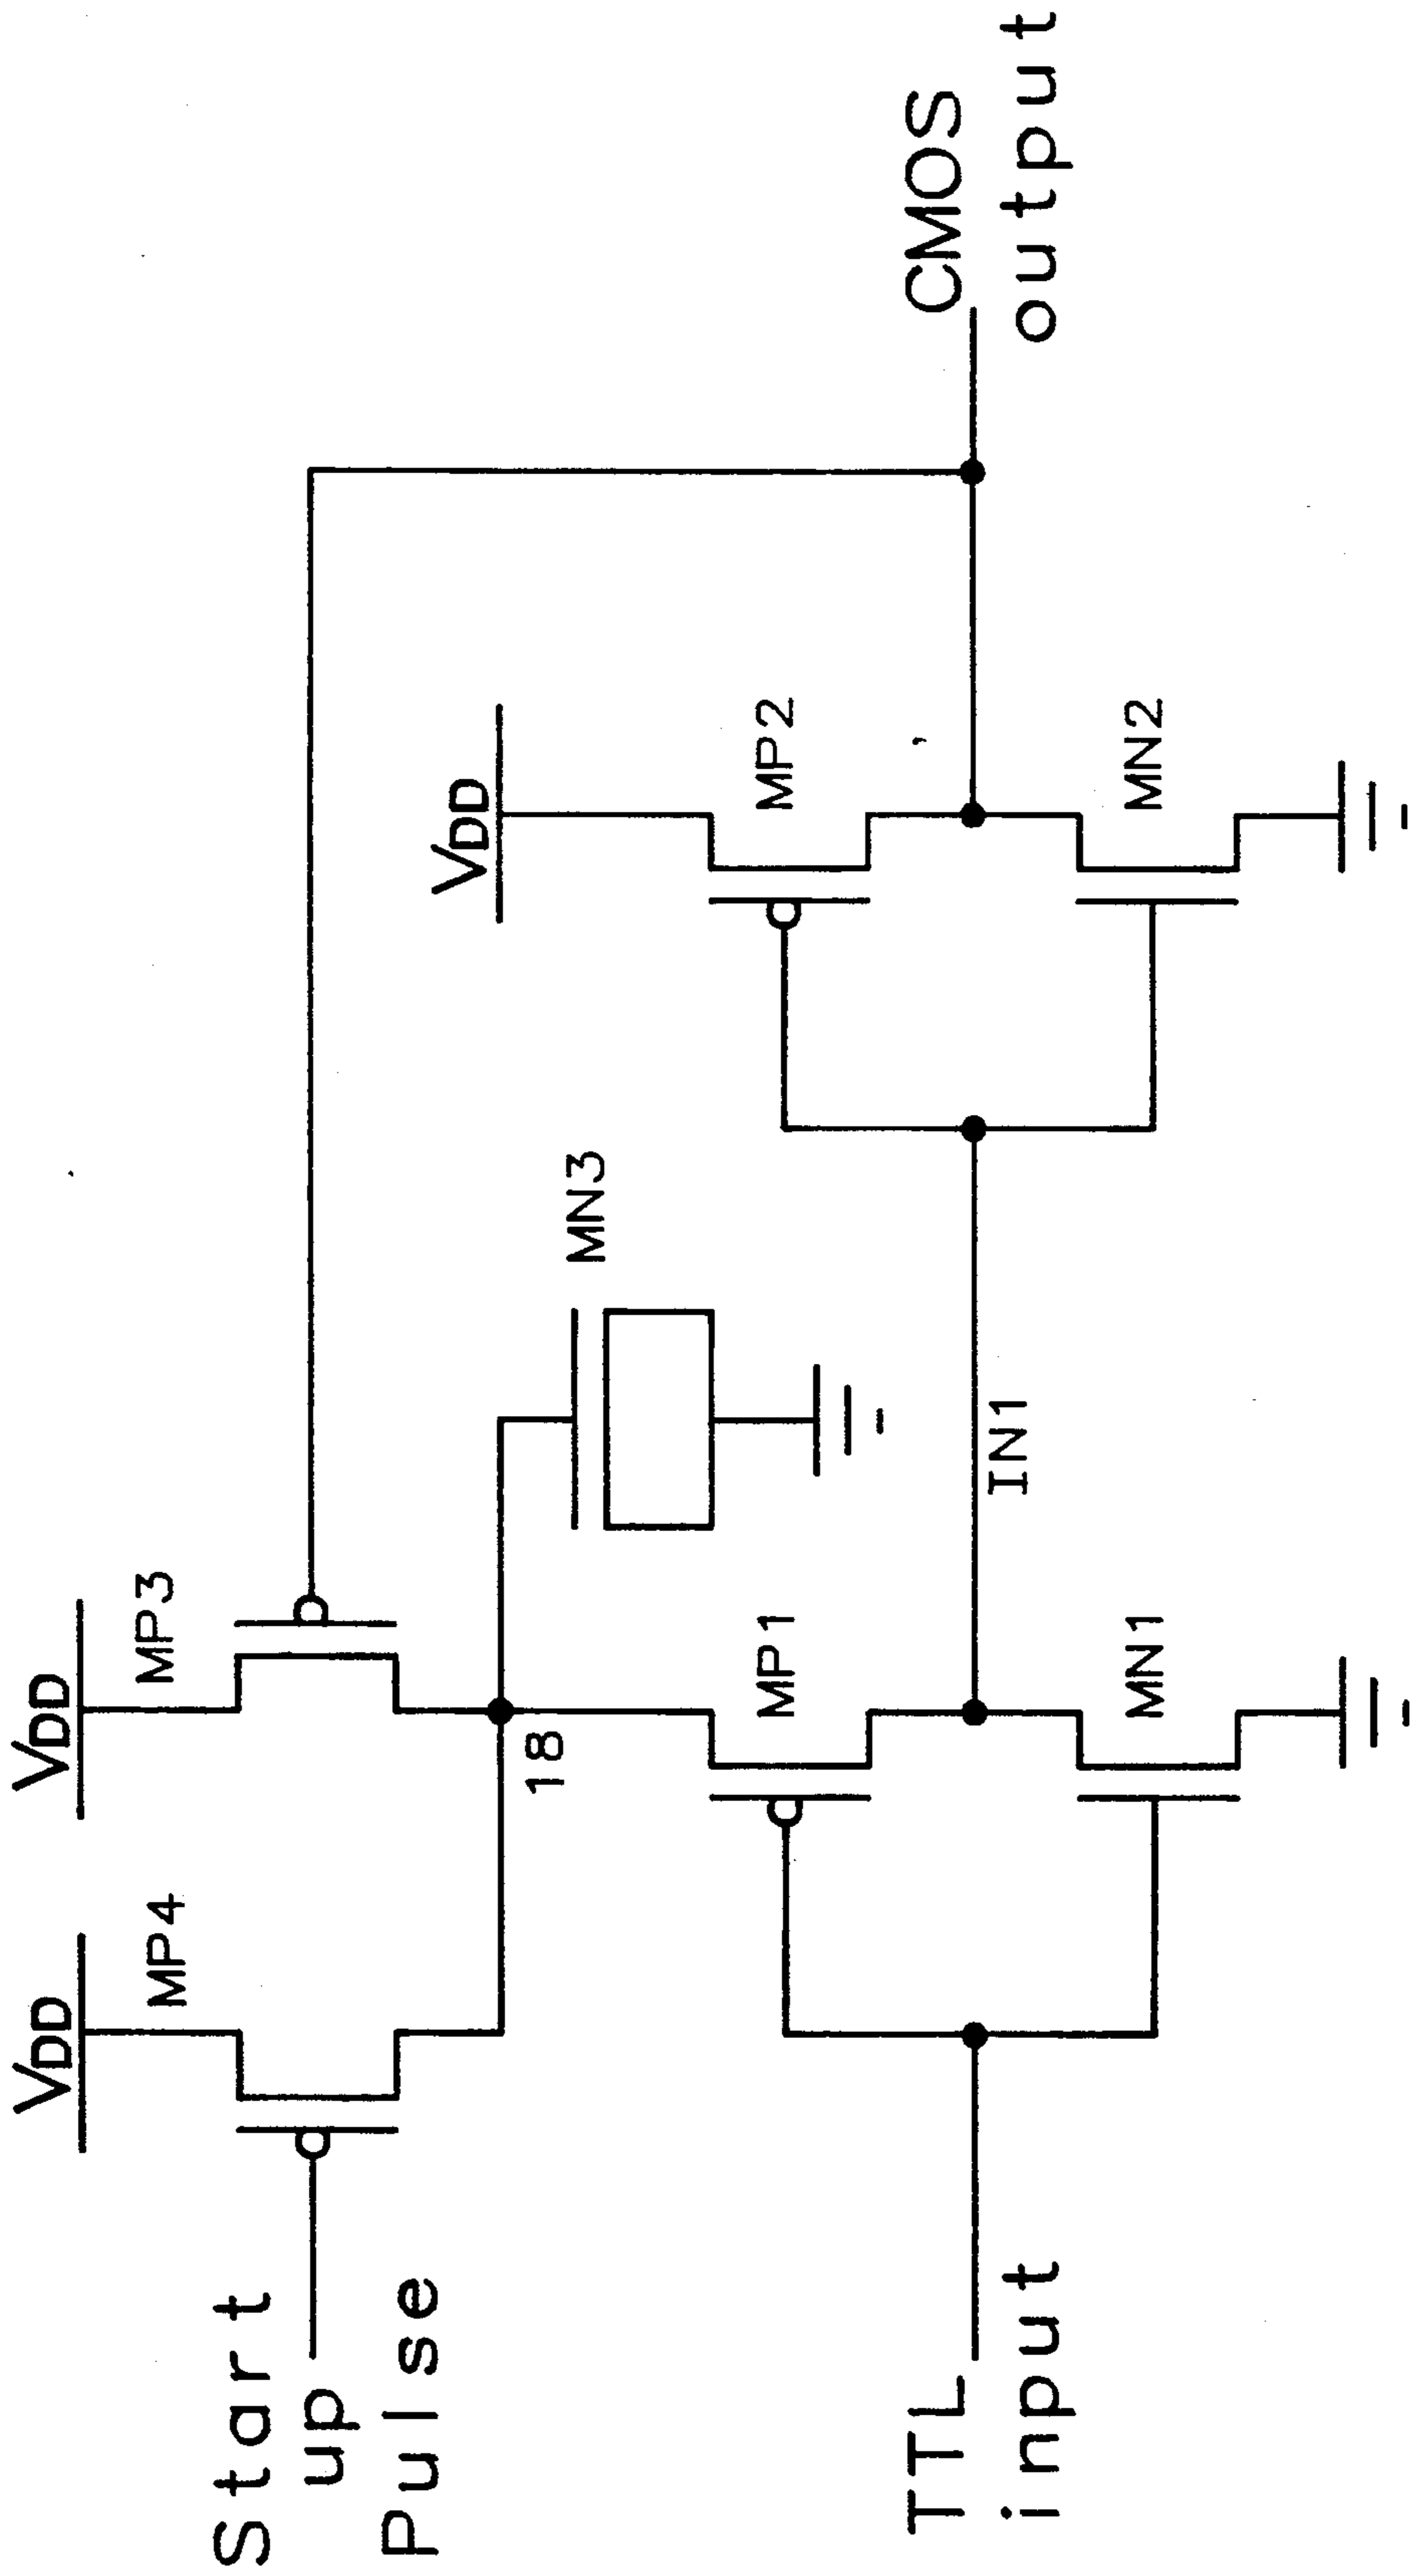 VDD
VDD
MP4
MP3
Start
up
Pulse
18
MN3
VDD
MP1
MP2
TTL
input
IN1
CMOS
output
MN1
MN2